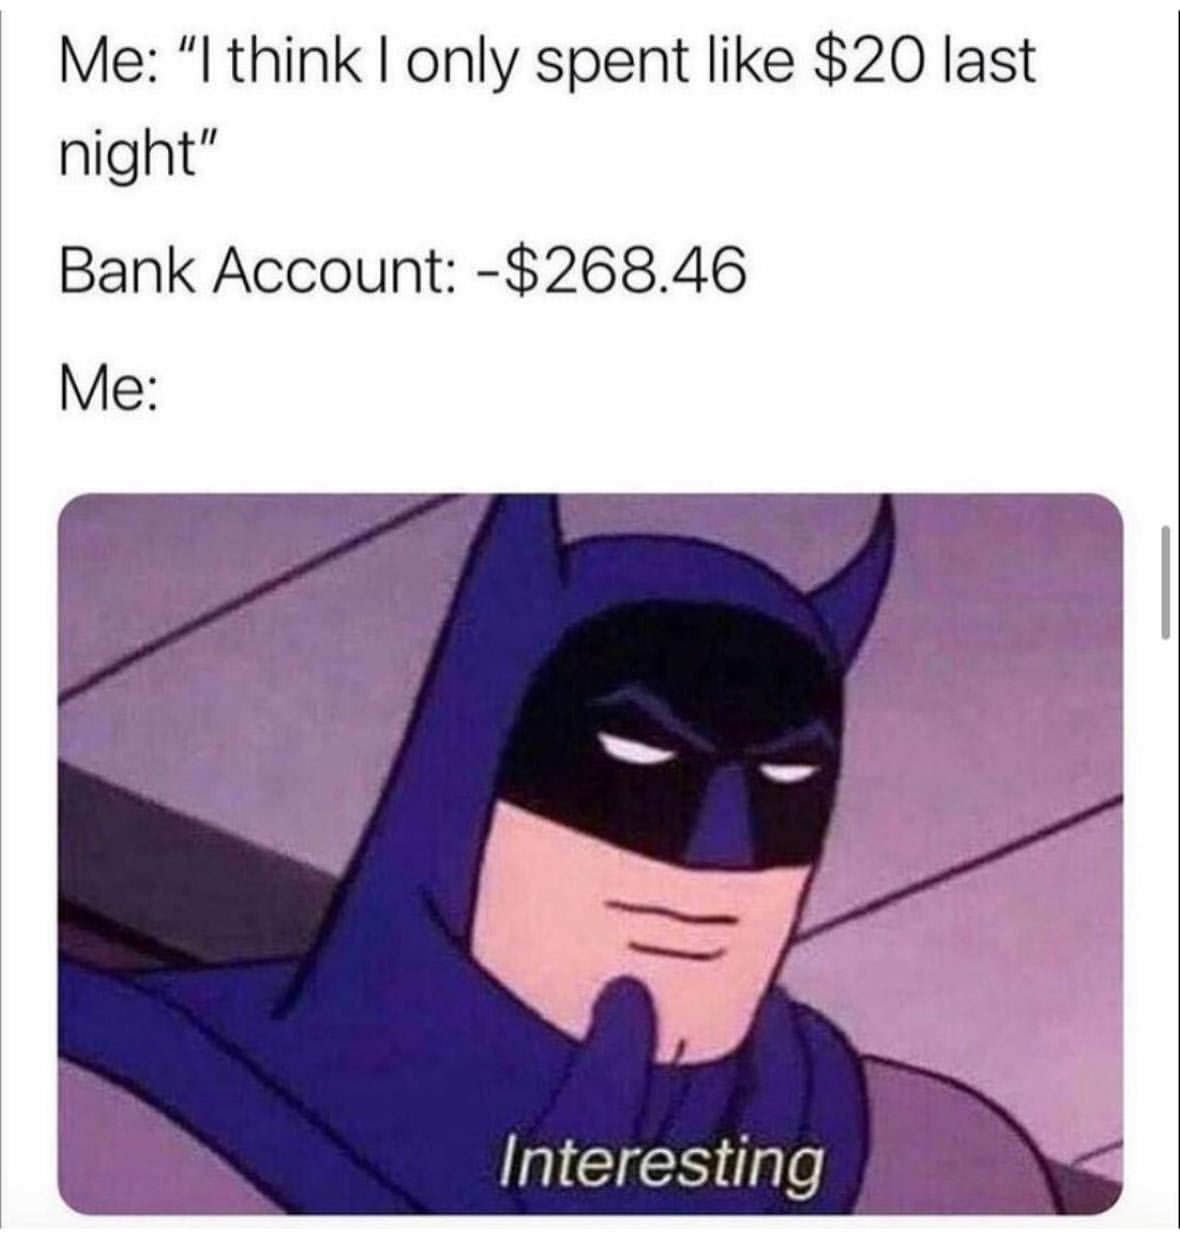 Me: "I think I only spent like $20 last
night"
Bank Account: -$268.46
Me:
Interesting